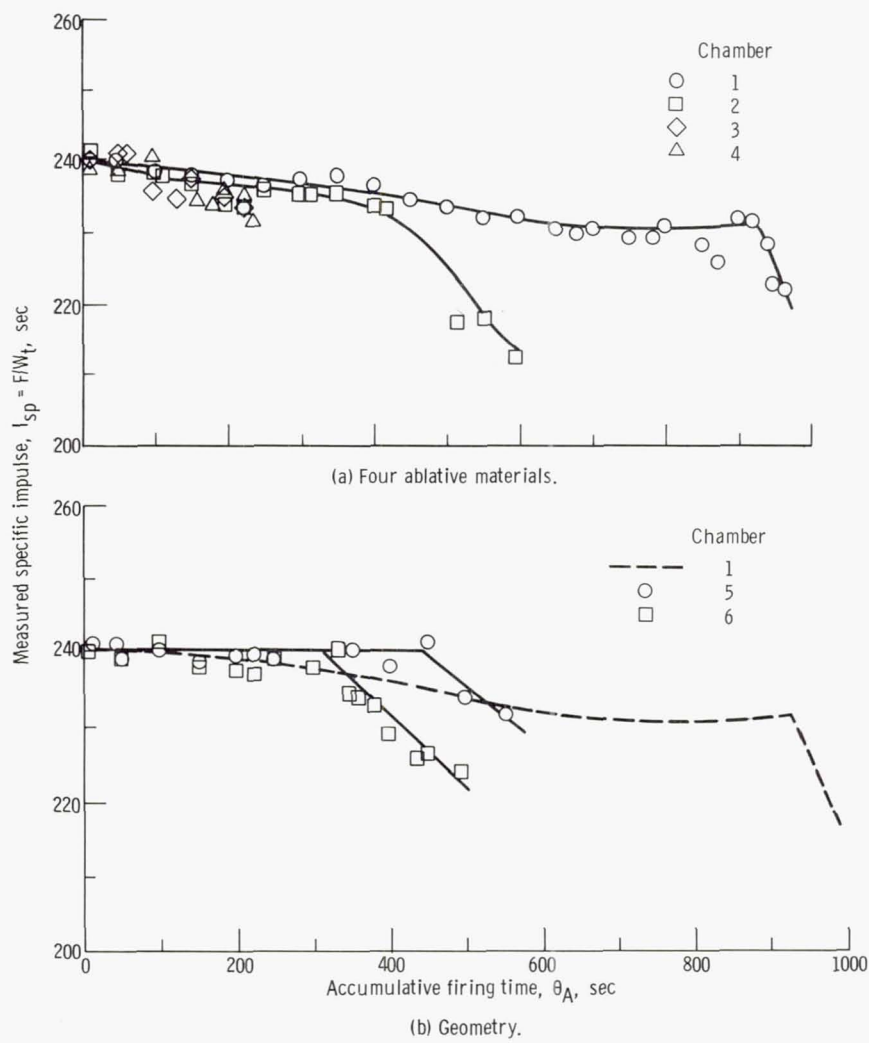 260
240
220
200
Chamber
1
2
3
4
(a) Four ablative materials.
Measured specific impulse, I_sp = F/W_t, sec
260
240
220
200
Chamber
1
5
6
0 200 400 600 800 1000
Accumulative firing time, θ_A, sec
(b) Geometry.